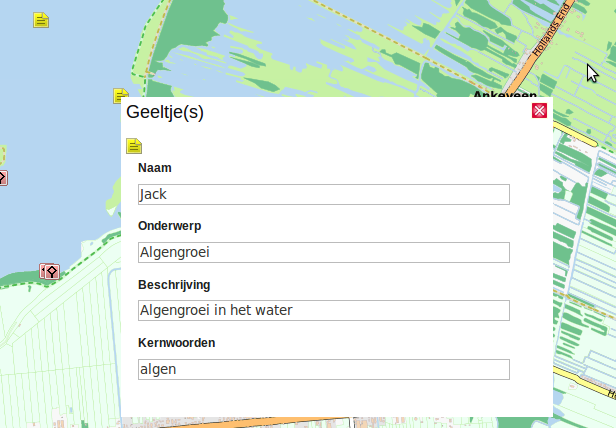 Hollands End
Ankeveen
Geeltje(s)
Naam
Jack
Onderwerp
Algengroei
Beschrijving
Algengroei in het water
Kernwoorden
algen